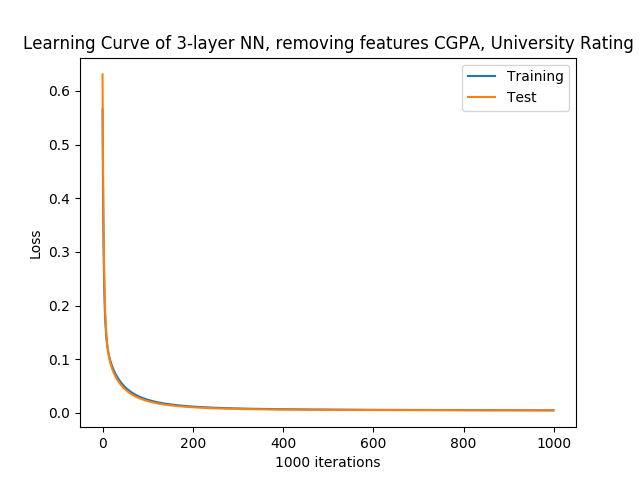 Learning Curve of 3-layer NN, removing features CGPA, University Rating
Training
Test
Loss
0.6
0.5
0.4
0.3
0.2
0.1
0.0
0 200 400 600 800 1000
1000 iterations